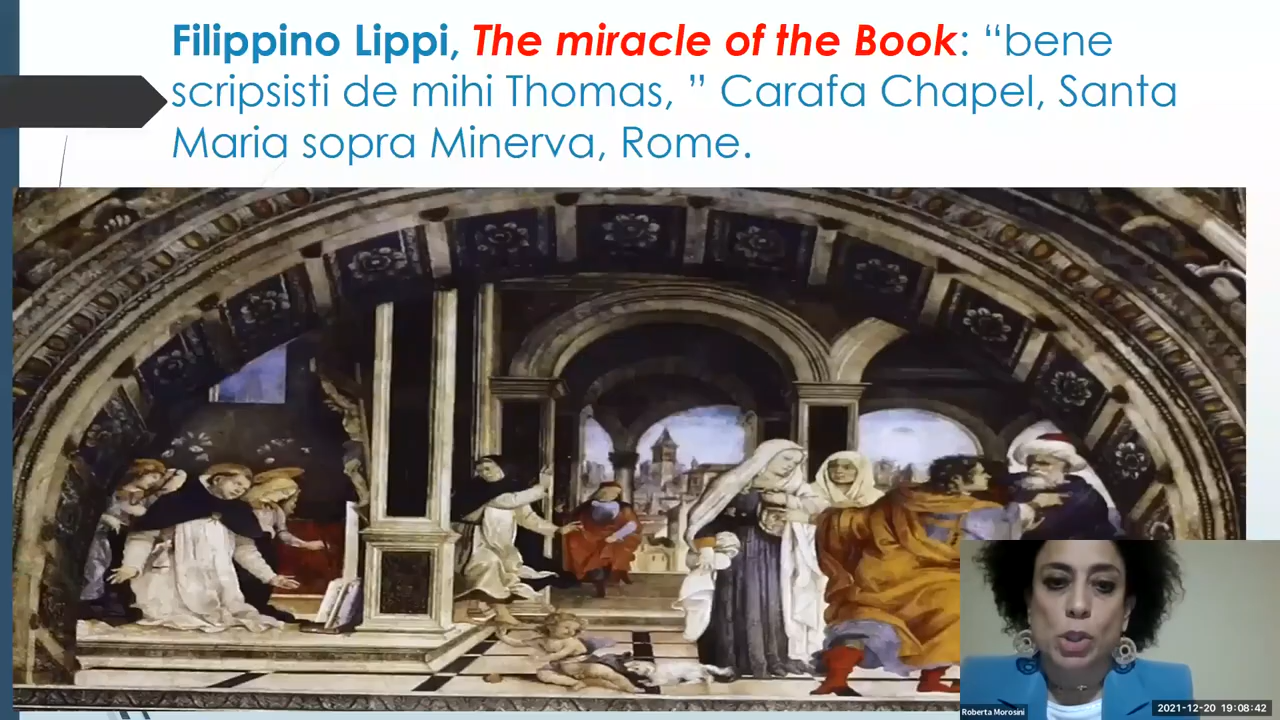 Filippino Lippi, The miracle of the Book: “bene
scripsisti de mihi Thomas, ” Carafa Chapel, Santa
Maria sopra Minerva, Rome.
Roberta Morosini
2021-12-20 19:08:42